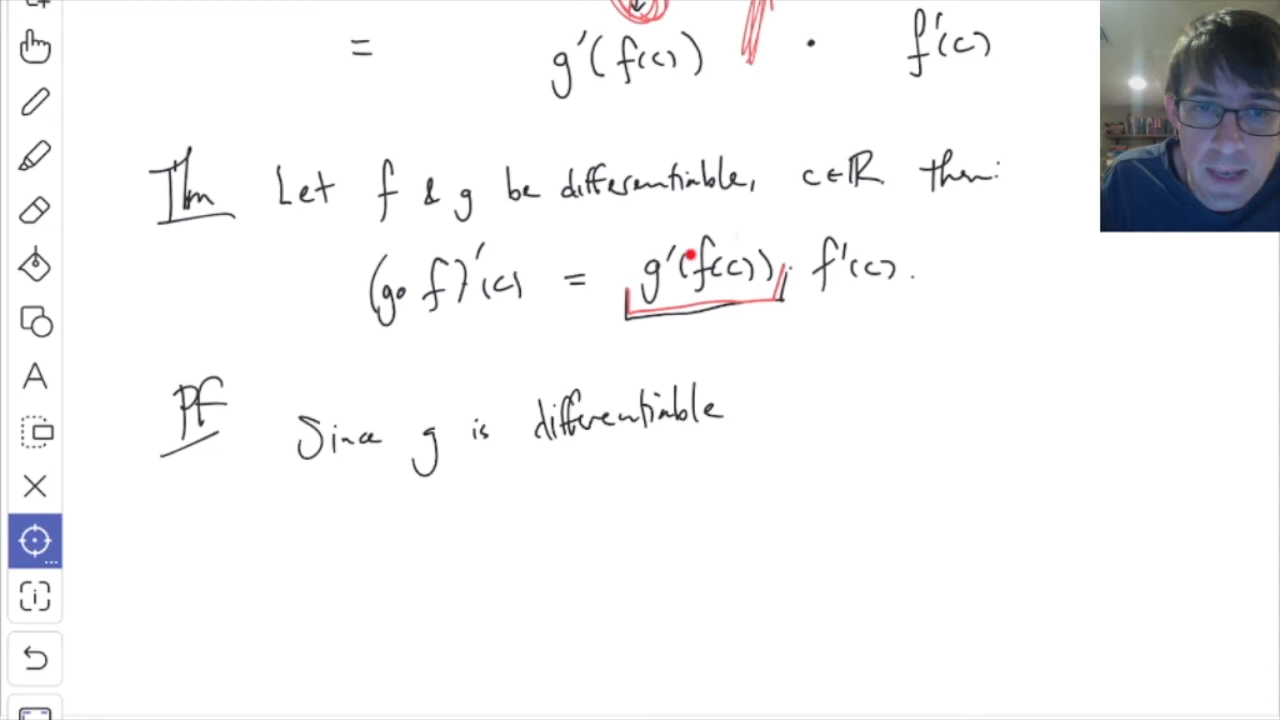 = g′(f(c)) · f′(c)
Thm Let f & g be differentiable, c∈ℝ. then:
(g∘f)′(c) = g′(f(c)) · f′(c).
Pf Since g is differentiable
A